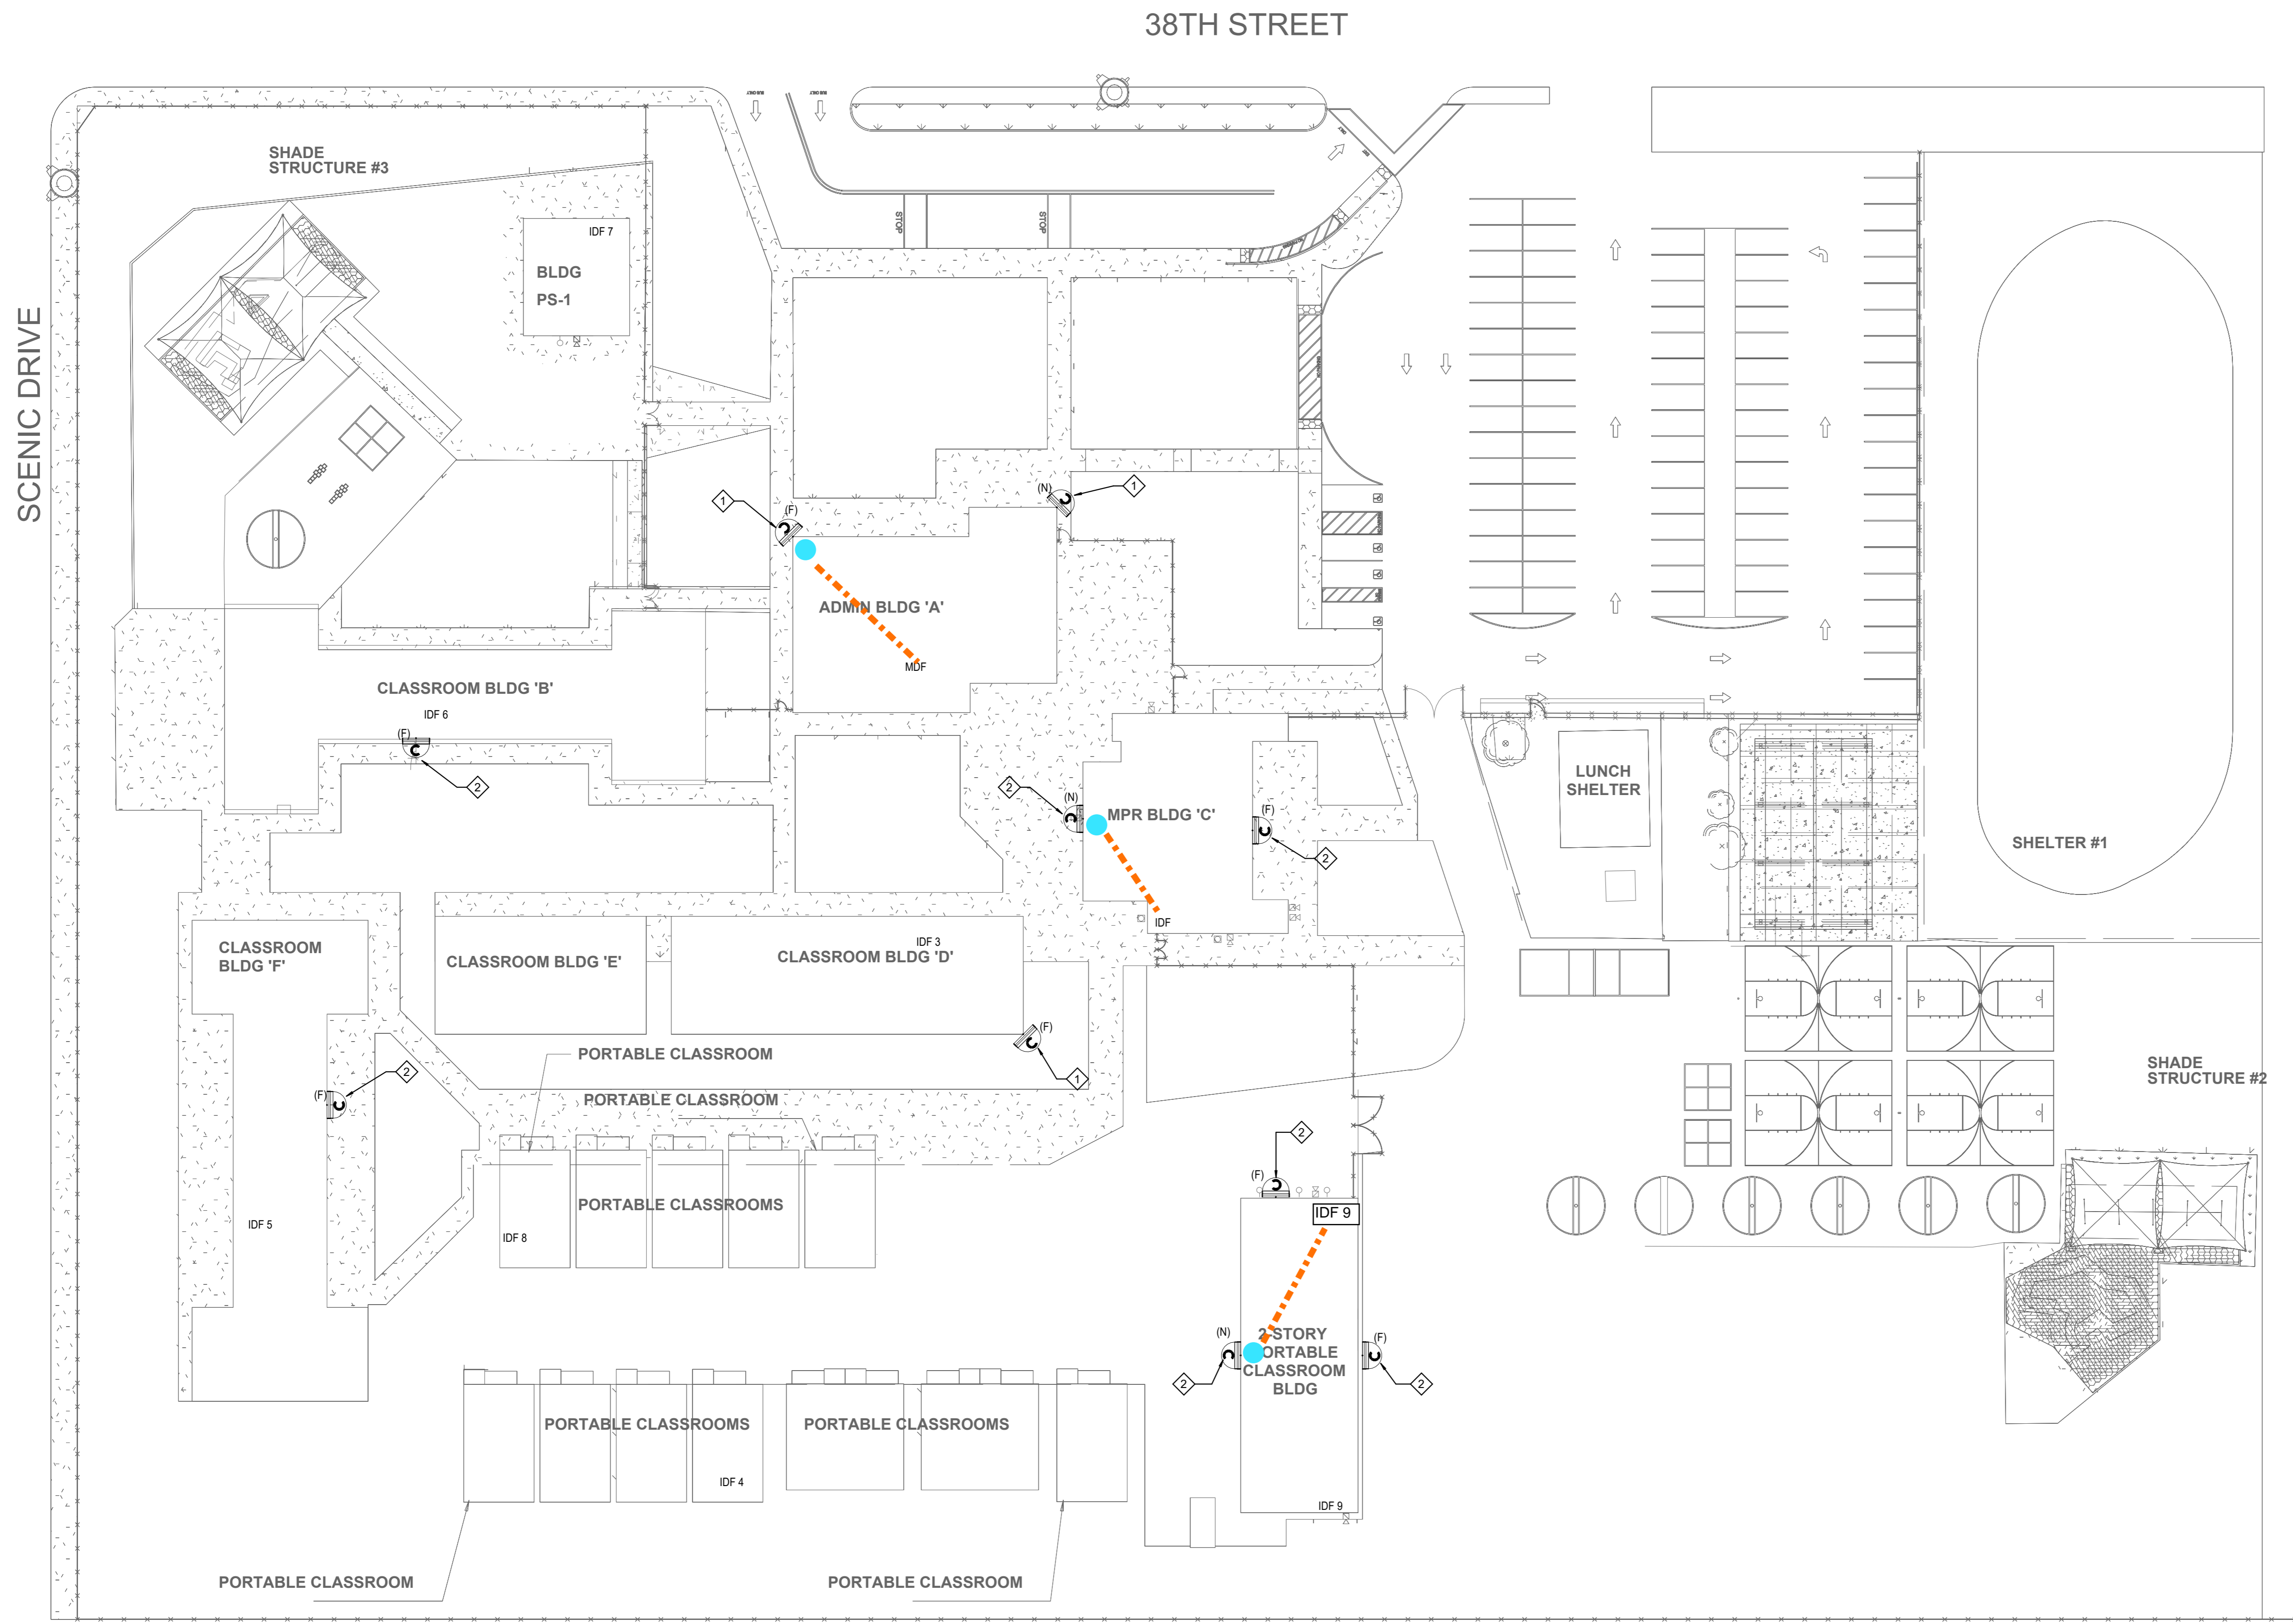 38TH STREET
SCENIC DRIVE
BUS ONLY
BUS ONLY
SHADE
STRUCTURE #3
STOP
STOP
IDF 7
BLDG
PS-1
(N)
C
1
1
(F)
C
ADMIN BLDG 'A'
MDF
CLASSROOM BLDG 'B'
IDF 6
(F)
C
2
2
(N)
C
MPR BLDG 'C'
(F)
C
2
IDF
LUNCH
SHELTER
SHELTER #1
CLASSROOM
BLDG 'F'
CLASSROOM BLDG 'E'
IDF 3
CLASSROOM BLDG 'D'
(F)
C
1
PORTABLE CLASSROOM
PORTABLE CLASSROOM
2
(F)
C
SHADE
STRUCTURE #2
2
(F)
C
PORTABLE CLASSROOMS
IDF 9
IDF 5
IDF 8
(N)
C
2
2-STORY
PORTABLE
CLASSROOM
BLDG
(F)
C
2
PORTABLE CLASSROOMS
PORTABLE CLASSROOMS
IDF 4
IDF 9
PORTABLE CLASSROOM
PORTABLE CLASSROOM